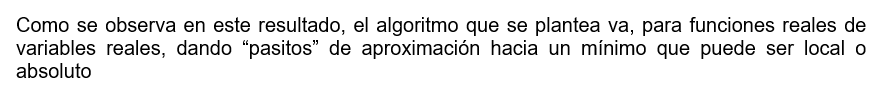 Como se observa en este resultado, el algoritmo que se plantea va, para funciones reales de
variables reales, dando “pasitos” de aproximación hacia un mínimo que puede ser local o
absoluto